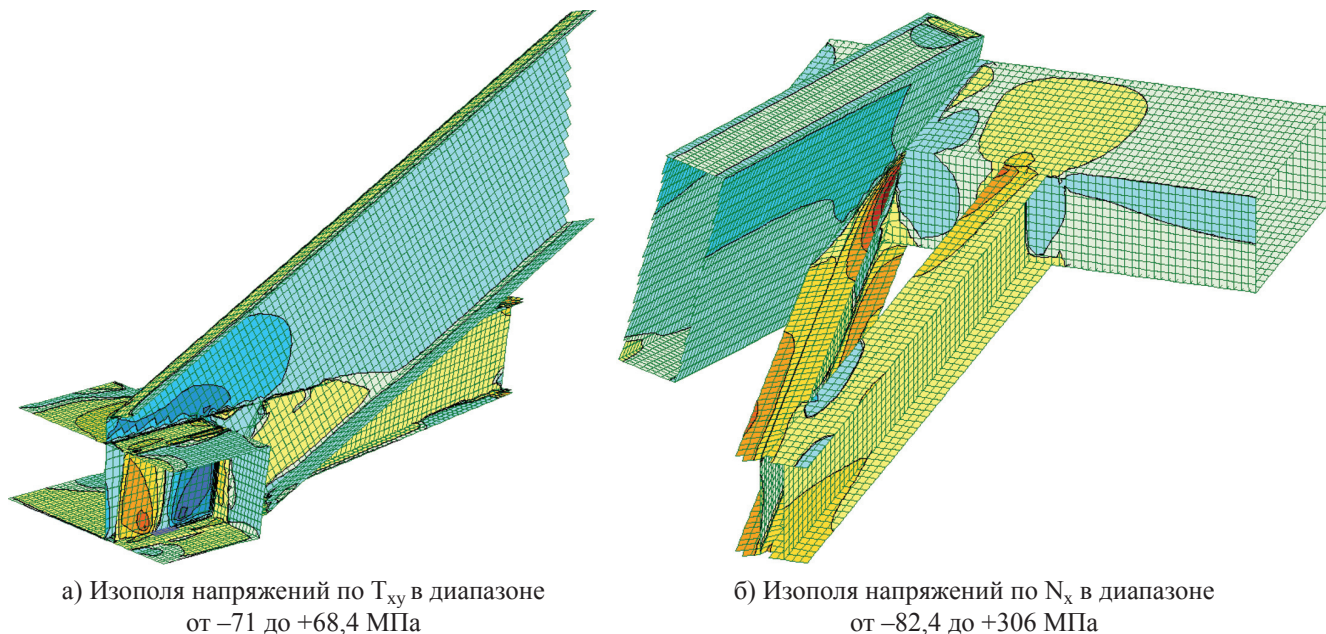 а) Изополя напряжений по Txy в диапазоне
от –71 до +68,4 МПа
б) Изополя напряжений по Nx в диапазоне
от –82,4 до +306 МПа